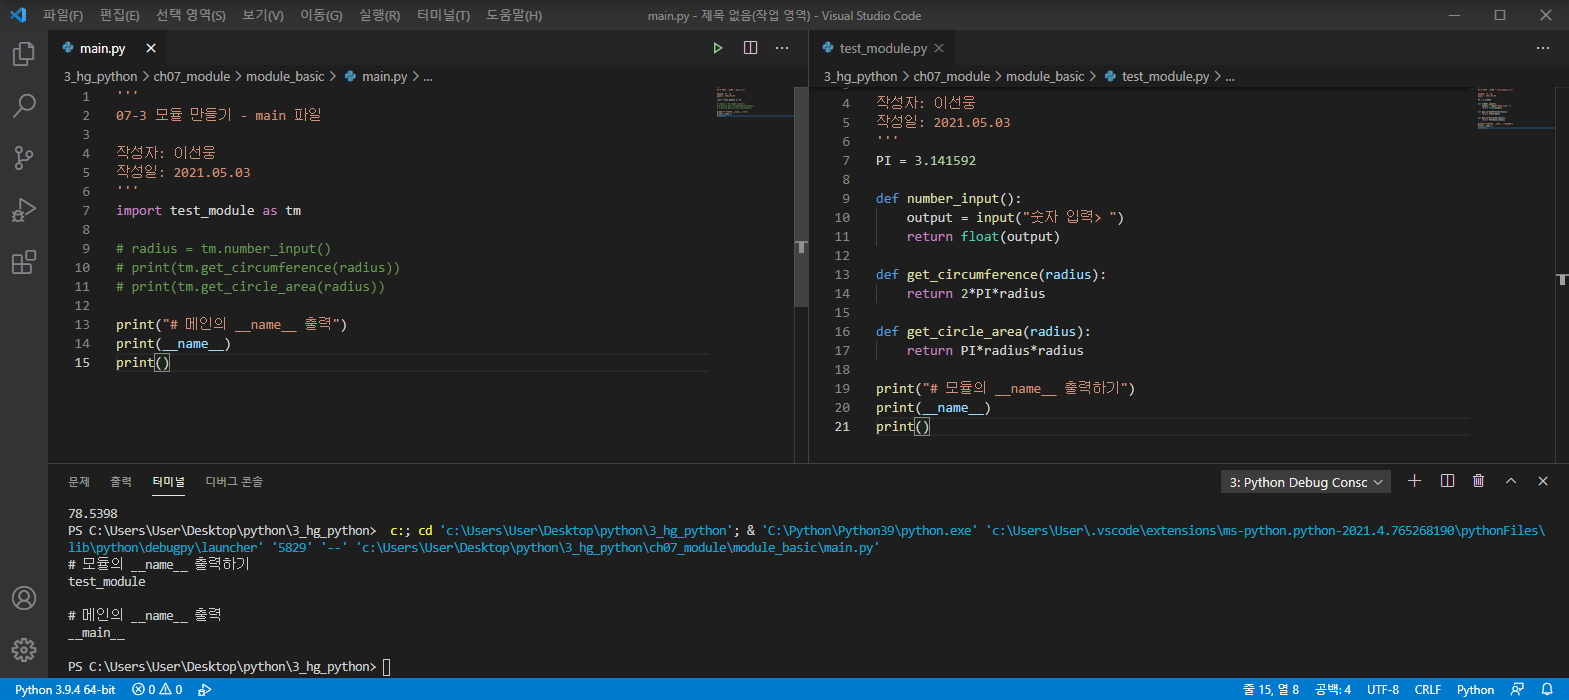 파일(F) 편집(E) 선택 영역(S) 보기(V) 이동(G) 실행(R) 터미널(T) 도움말(H) main.py - 제목 없음(작업 영역) - Visual Studio Code
main.py
3_hg_python > ch07_module > module_basic > main.py > ...
1 '''
2 07-3 모듈 만들기 - main 파일
3
4 작성자: 이선웅
5 작성일: 2021.05.03
6 '''
7 import test_module as tm
8
9 # radius = tm.number_input()
10 # print(tm.get_circumference(radius))
11 # print(tm.get_circle_area(radius))
12
13 print("# 메인의 __name__ 출력")
14 print(__name__)
15 print()
test_module.py
3_hg_python > ch07_module > module_basic > test_module.py > ...
4 작성자: 이선웅
5 작성일: 2021.05.03
6 '''
7 PI = 3.141592
8
9 def number_input():
10 output = input("숫자 입력> ")
11 return float(output)
12
13 def get_circumference(radius):
14 return 2*PI*radius
15
16 def get_circle_area(radius):
17 return PI*radius*radius
18
19 print("# 모듈의 __name__ 출력하기")
20 print(__name__)
21 print()
문제 출력 터미널 디버그 콘솔 3: Python Debug Consc
78.5398
PS C:\Users\User\Desktop\python\3_hg_python> c:; cd 'c:\Users\User\Desktop\python\3_hg_python'; & 'C:\Python\Python39\python.exe' 'c:\Users\User\.vscode\extensions\ms-python.python-2021.4.765268190\pythonFiles\
lib\python\debugpy\launcher' '5829' '--' 'c:\Users\User\Desktop\python\3_hg_python\ch07_module\module_basic\main.py'
# 모듈의 __name__ 출력하기
test_module
# 메인의 __name__ 출력
__main__
PS C:\Users\User\Desktop\python\3_hg_python>
Python 3.9.4 64-bit 0 0 줄 15, 열 8 공백: 4 UTF-8 CRLF Python